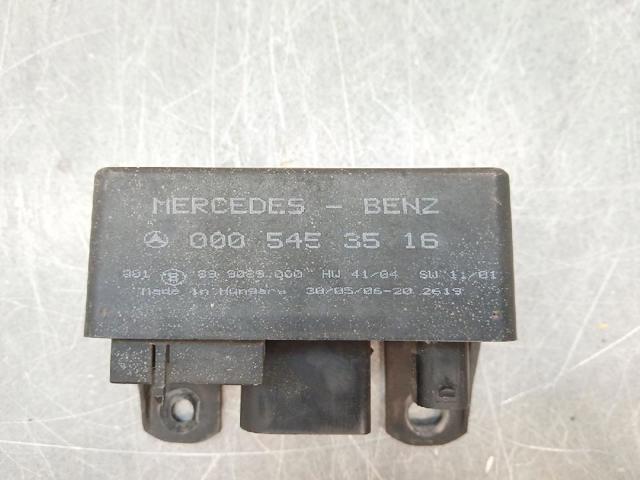 MERCEDES - BENZ
000 545 35 16
001 B 89 9089.000 HW 41/04 SW 11/01
Made in Hungary 30/05/06-20 2619